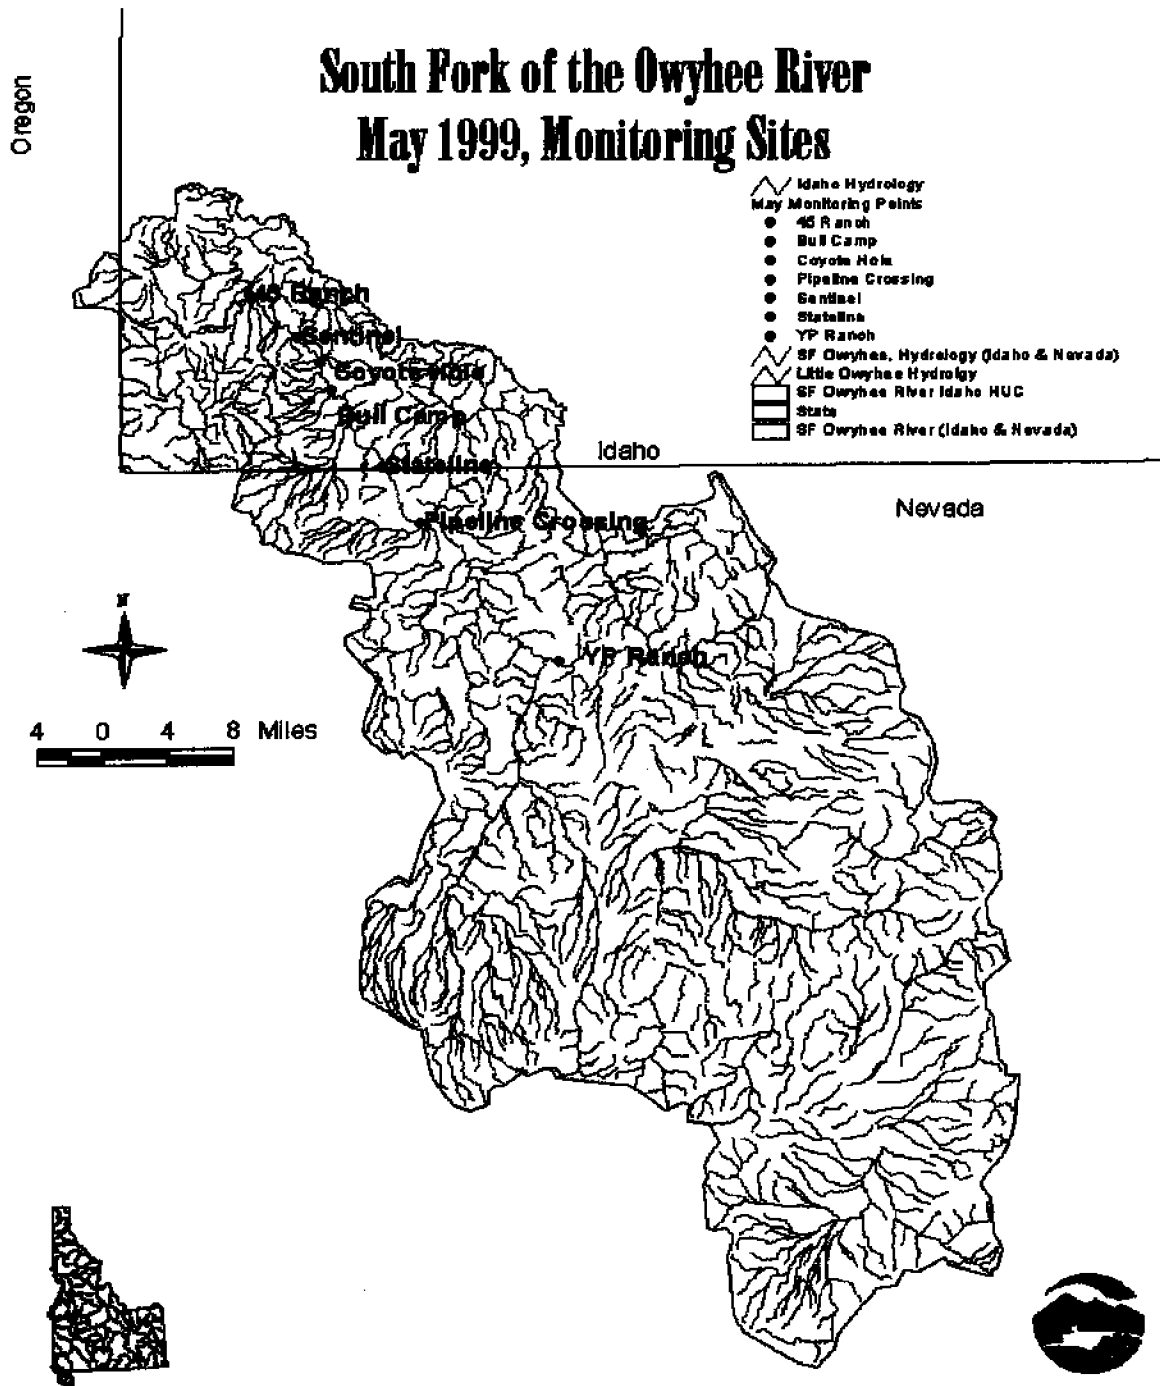 South Fork of the Owyhee River
May 1999, Monitoring Sites
Oregon
Idaho Hydrology
May Monitoring Points
45 Ranch
Bull Camp
Coyote Hole
Pipeline Crossing
Sentinel
Stateline
YP Ranch
SF Owyhee, Hydrology (Idaho & Nevada)
Little Owyhee Hydrolgy
SF Owyhee River Idaho HUC
State
SF Owyhee River (Idaho & Nevada)
45 Ranch
Sentinel
Coyote Hole
Bull Camp
Idaho
Stateline
Nevada
Pipeline Crossing
N
YP Ranch
4 0 4 8 Miles